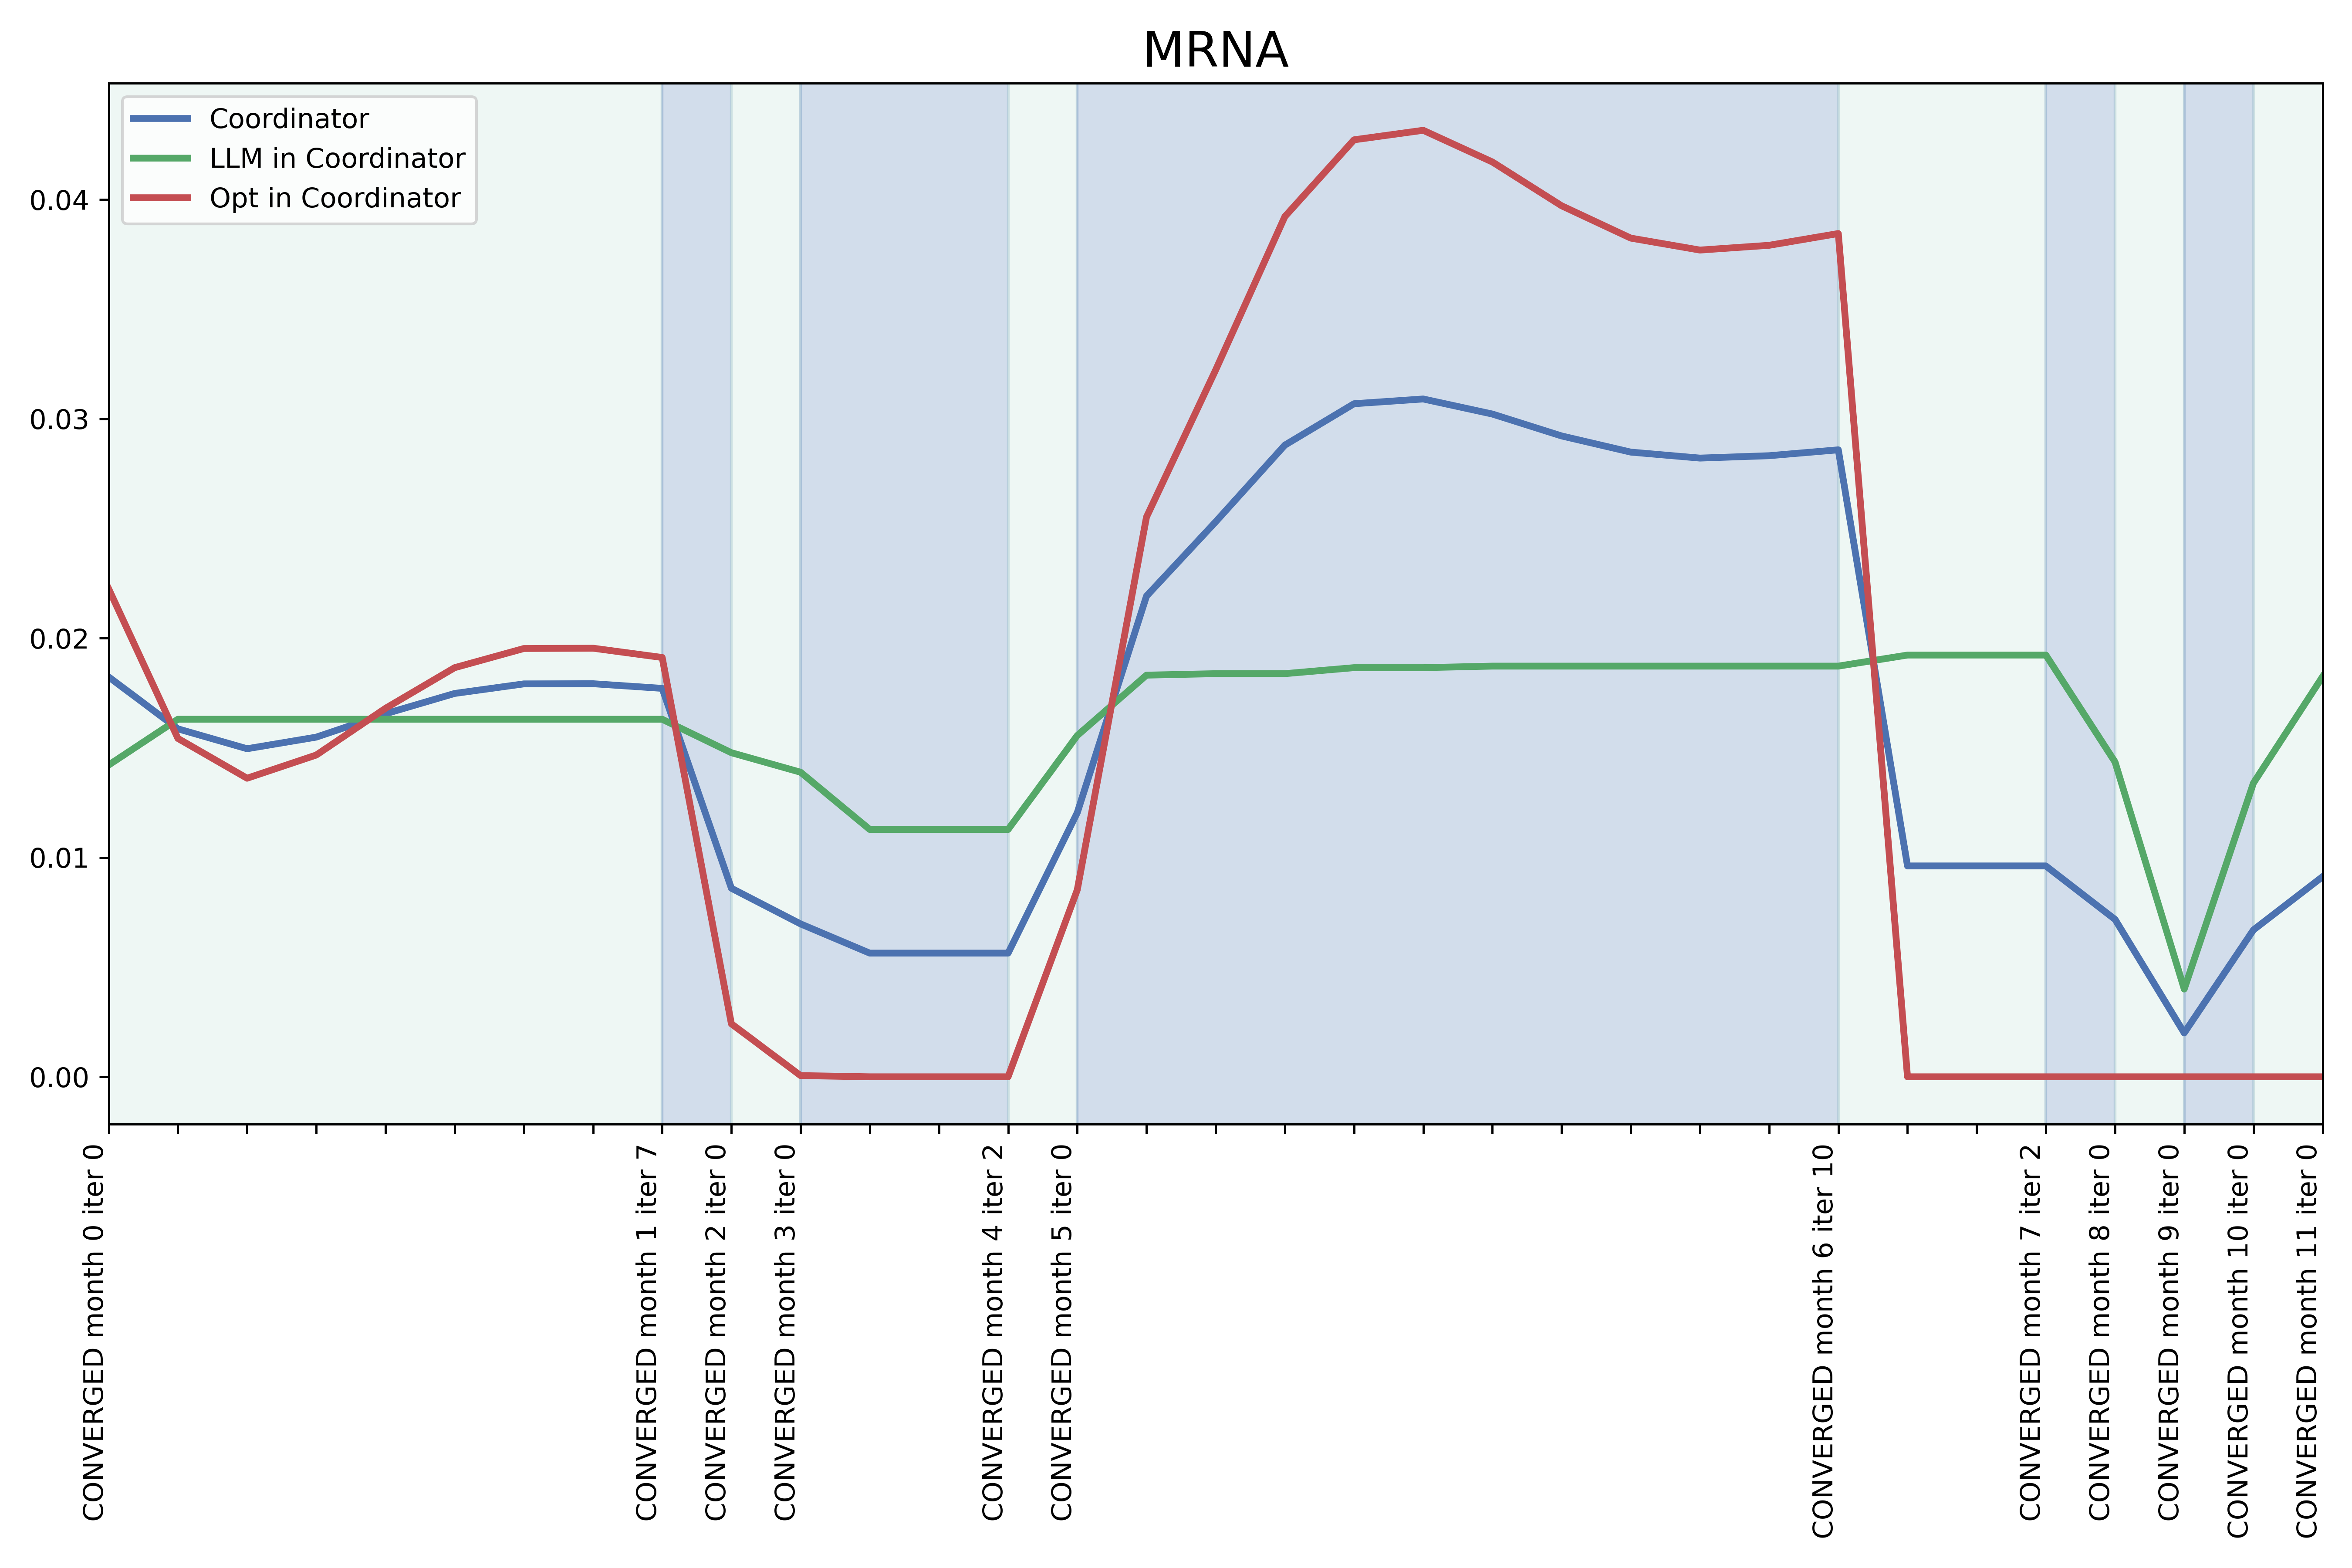 MRNA
Coordinator
LLM in Coordinator
Opt in Coordinator
0.04
0.03
0.02
0.01
0.00
CONVERGED month 0 iter 0
CONVERGED month 1 iter 7
CONVERGED month 2 iter 0
CONVERGED month 3 iter 0
CONVERGED month 4 iter 2
CONVERGED month 5 iter 0
CONVERGED month 6 iter 10
CONVERGED month 7 iter 2
CONVERGED month 8 iter 0
CONVERGED month 9 iter 0
CONVERGED month 10 iter 0
CONVERGED month 11 iter 0